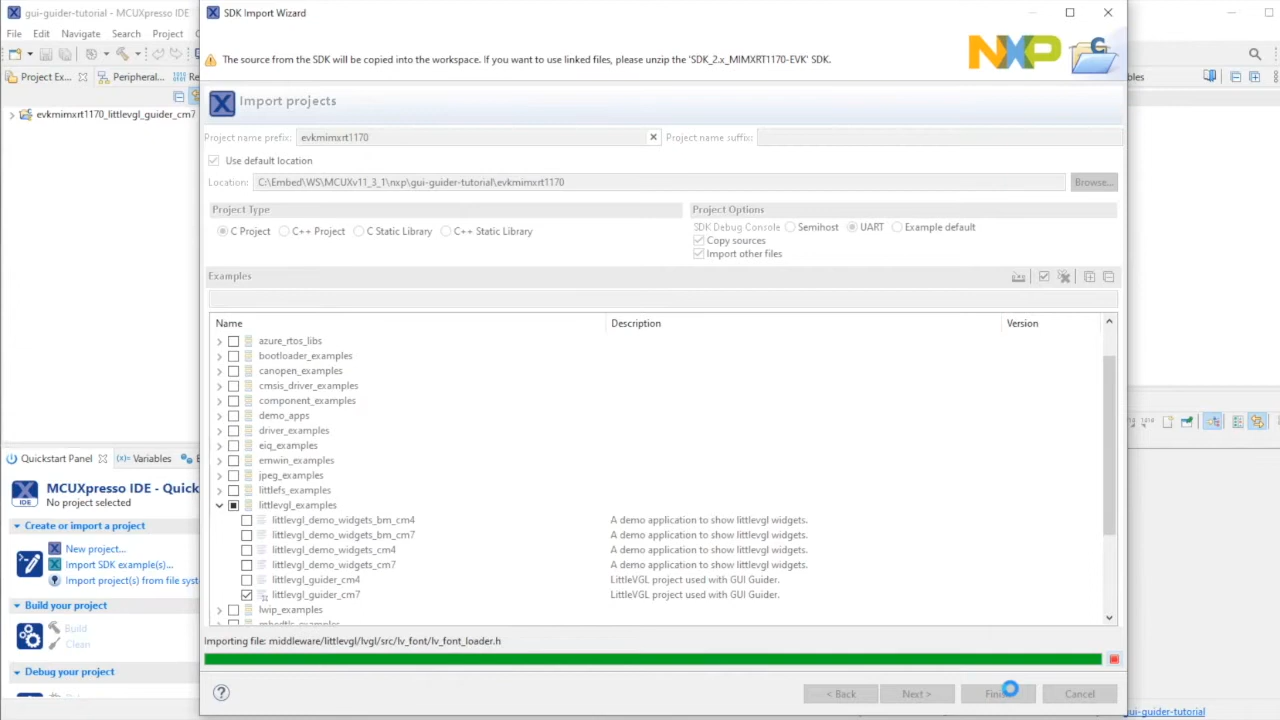 gui-guider-tutorial - MCUXpresso IDE
SDK Import Wizard
File Edit Navigate Search Project
The source from the SDK will be copied into the workspace. If you want to use linked files, please unzip the 'SDK_2.x_MIMXRT1170-EVK' SDK.
NXP
Project Ex...
Peripheral...
Re
bles
Import projects
evkmimxrt1170_littlevgl_guider_cm7
Project name prefix: evkmimxrt1170
Project name suffix:
Use default location
Location: C:\Embed\WS\MCUXv11_3_1\nxp\gui-guider-tutorial\evkmimxrt1170 Browse...
Project Type
Project Options
C Project C++ Project C Static Library C++ Static Library
SDK Debug Console Semihost UART Example default
Copy sources
Import other files
Examples
Name Description Version
azure_rtos_libs
bootloader_examples
canopen_examples
cmsis_driver_examples
component_examples
demo_apps
driver_examples
eiq_examples
emwin_examples
jpeg_examples
littlefs_examples
littlevgl_examples
littlevgl_demo_widgets_bm_cm4 A demo application to show littlevgl widgets.
littlevgl_demo_widgets_bm_cm7 A demo application to show littlevgl widgets.
littlevgl_demo_widgets_cm4 A demo application to show littlevgl widgets.
littlevgl_demo_widgets_cm7 A demo application to show littlevgl widgets.
littlevgl_guider_cm4 LittleVGL project used with GUI Guider.
littlevgl_guider_cm7 LittleVGL project used with GUI Guider.
lwip_examples
mbedtls_examples
Importing file: middleware/littlevgl/lvgl/src/lv_font/lv_font_loader.h
< Back Next > Finish Cancel
Quickstart Panel (x)= Variables
MCUXpresso IDE - Quick
IDE
No project selected
Create or import a project
New project...
Import SDK example(s)...
Import project(s) from file syst
Build your project
Build
Clean
Debug your project
gui-guider-tutorial